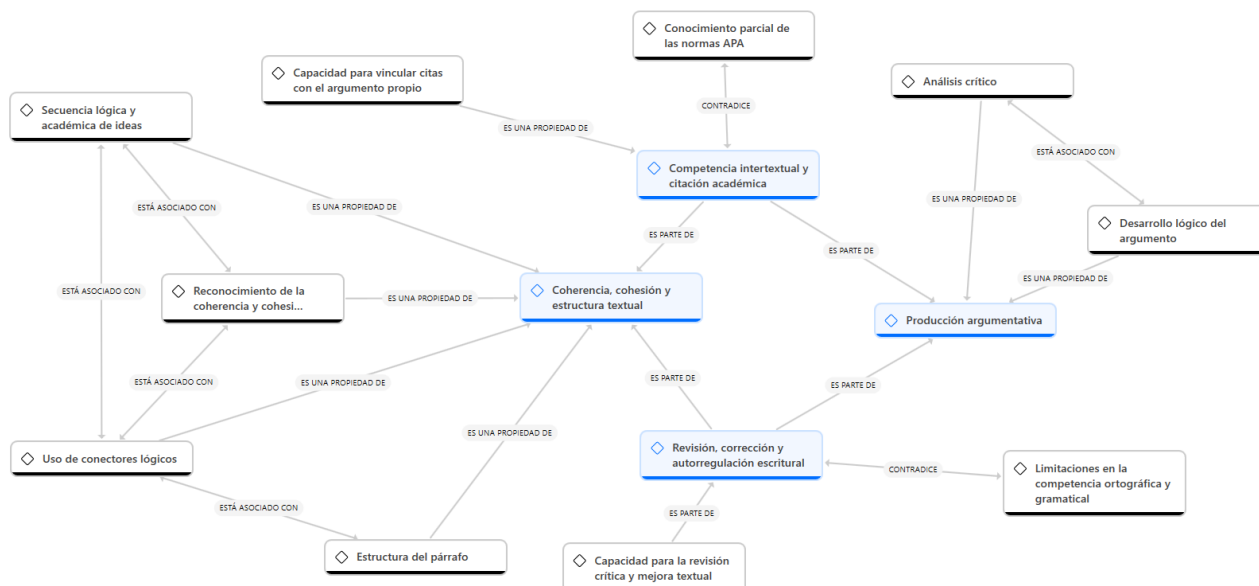 Conocimiento parcial de
las normas APA
Capacidad para vincular citas
con el argumento propio
Análisis crítico
Secuencia lógica y
académica de ideas
CONTRADICE
ES UNA PROPIEDAD DE
ESTÁ ASOCIADO CON
Competencia intertextual y
citación académica
ES UNA PROPIEDAD DE
ESTÁ ASOCIADO CON
ES UNA PROPIEDAD DE
Desarrollo lógico del
argumento
ES PARTE DE
ES PARTE DE
ES UNA PROPIEDAD DE
ESTÁ ASOCIADO CON
Reconocimiento de la
coherencia y cohesi...
ES UNA PROPIEDAD DE
Coherencia, cohesión y
estructura textual
Producción argumentativa
ESTÁ ASOCIADO CON
ES UNA PROPIEDAD DE
ES PARTE DE
ES PARTE DE
ES UNA PROPIEDAD DE
Uso de conectores lógicos
Revisión, corrección y
autorregulación escritural
CONTRADICE
Limitaciones en la
competencia ortográfica y
gramatical
ESTÁ ASOCIADO CON
ES PARTE DE
Estructura del párrafo
Capacidad para la revisión
crítica y mejora textual